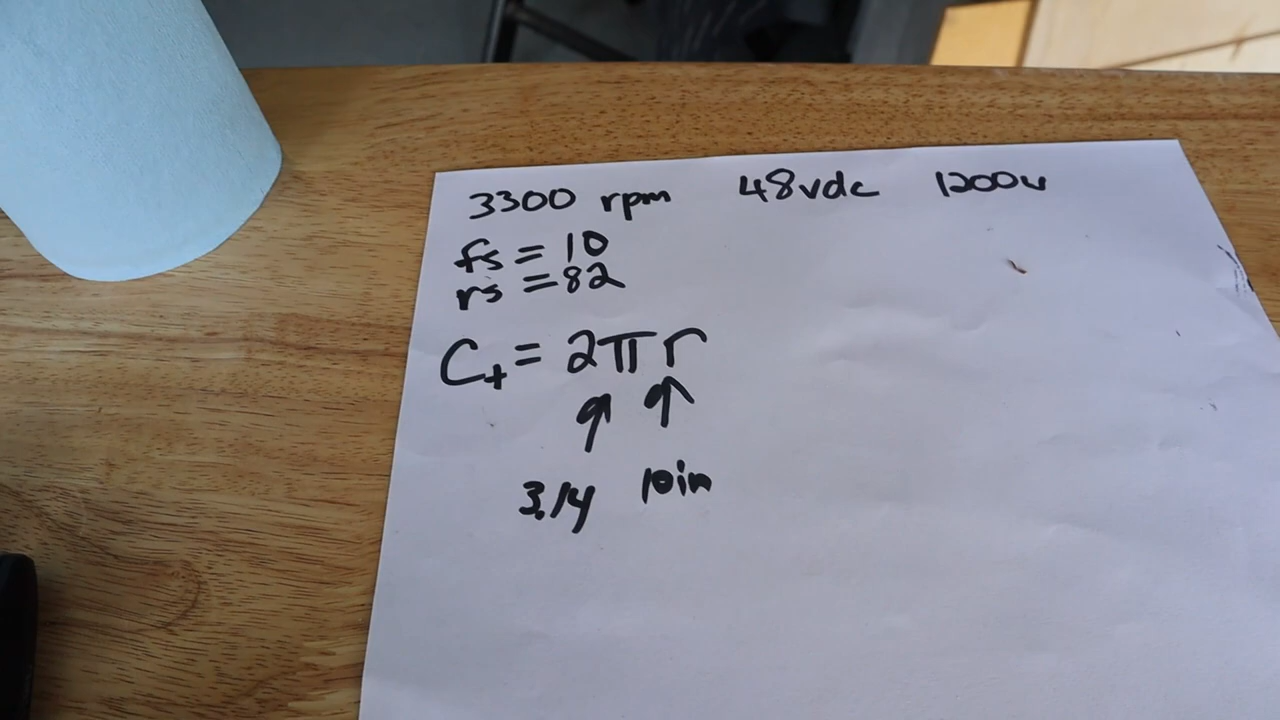 3300 rpm 48vdc 1200w
fs = 10
rs = 82
Ct = 2πr
3.14 10in